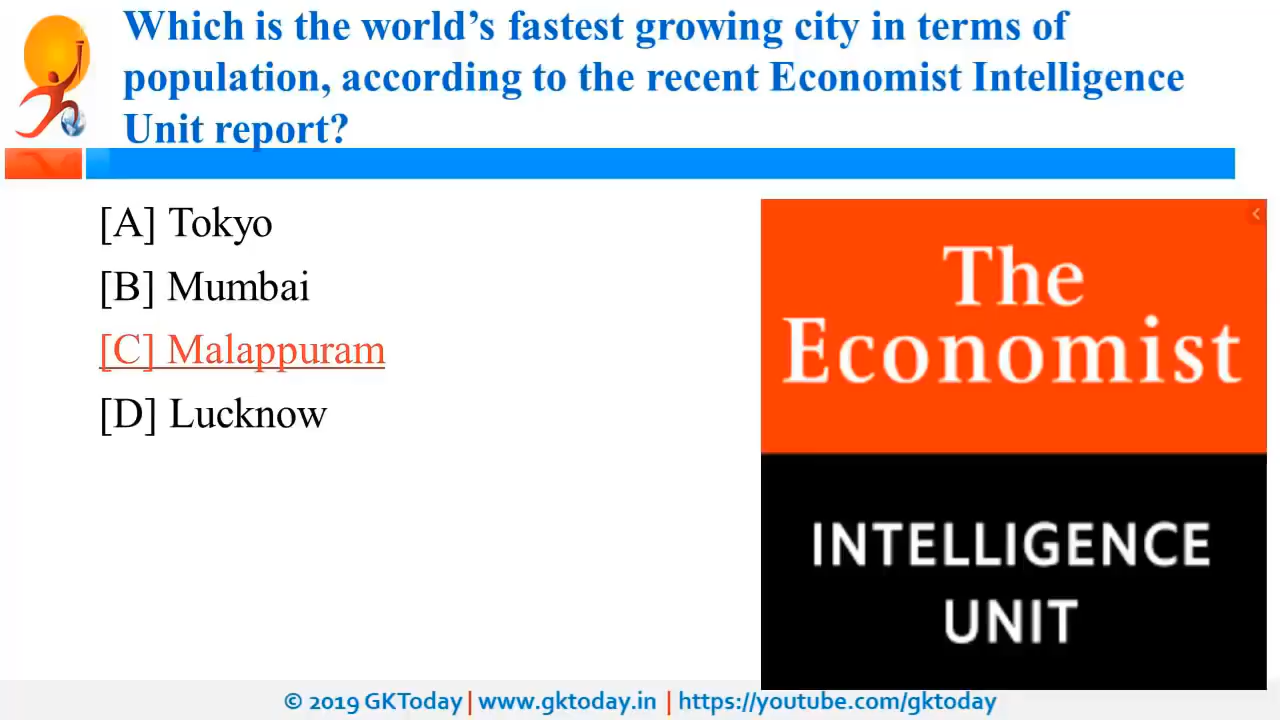 Which is the world’s fastest growing city in terms of
population, according to the recent Economist Intelligence
Unit report?
[A] Tokyo
[B] Mumbai
[C] Malappuram
[D] Lucknow
The
Economist
INTELLIGENCE
UNIT
© 2019 GKToday | www.gktoday.in | https://youtube.com/gktoday